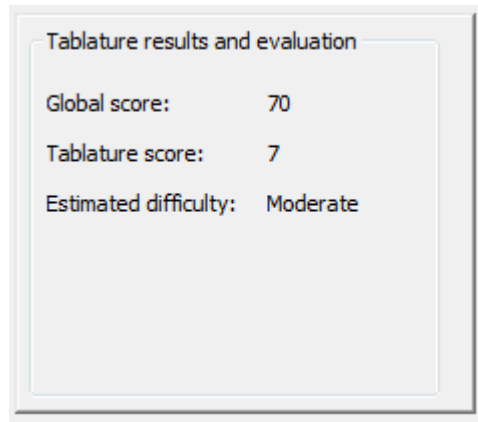 Tablature results and evaluation
Global score: 70
Tablature score: 7
Estimated difficulty: Moderate